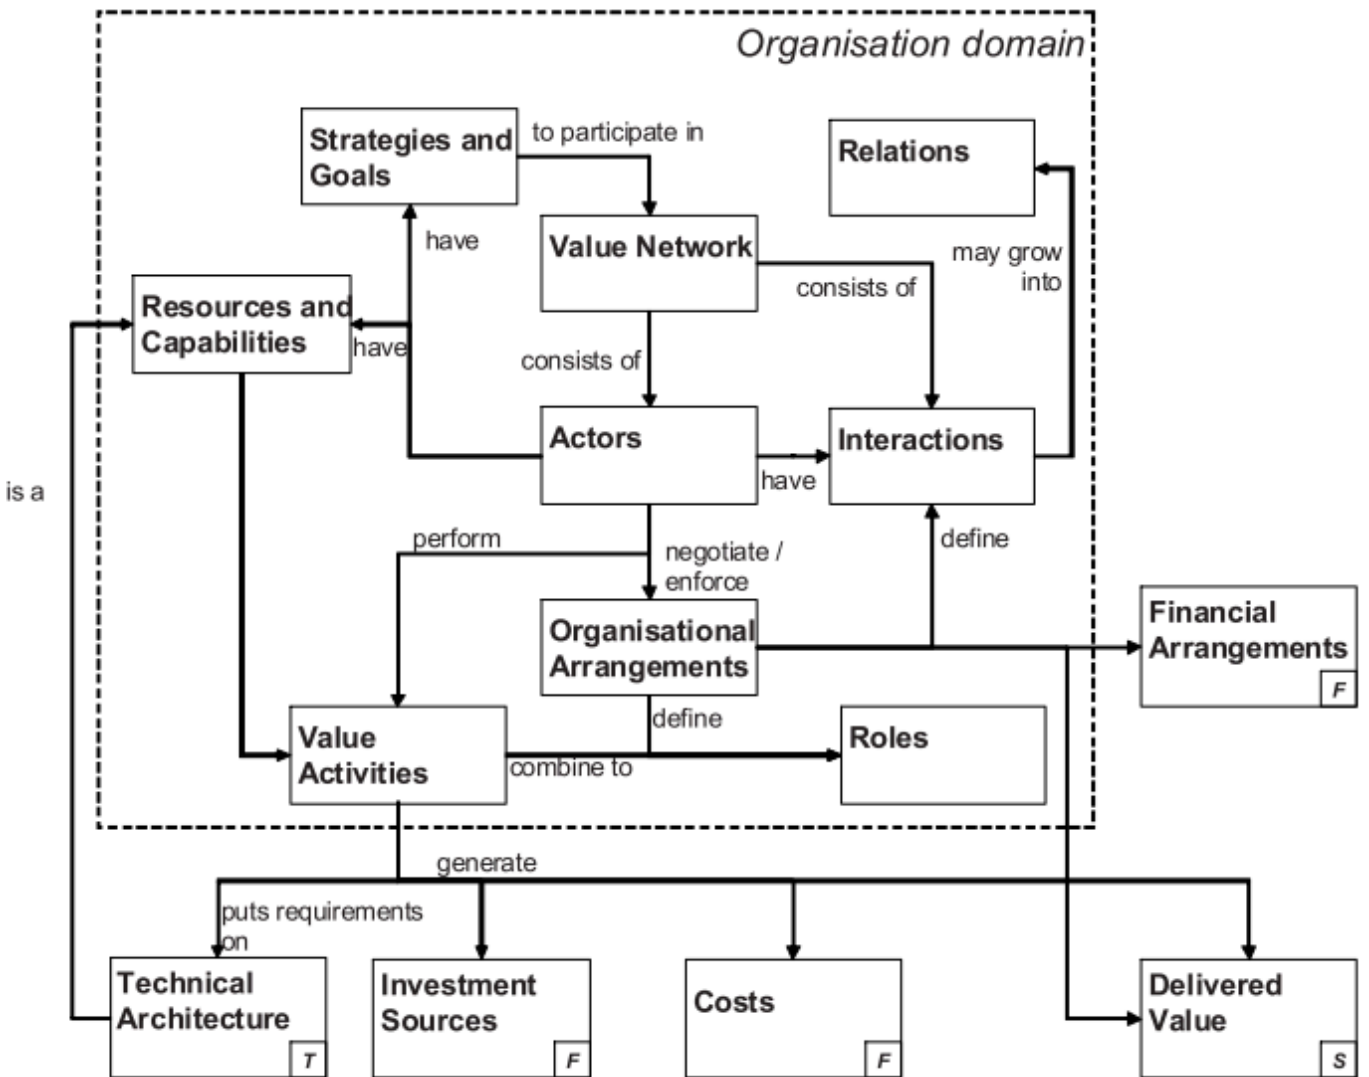 Organisation domain
Strategies and
Goals
to participate in
Relations
have
Value Network
may grow
into
consists of
Resources and
Capabilities
have
consists of
Actors
Interactions
have
is a
perform
negotiate /
enforce
define
Organisational
Arrangements
Financial
Arrangements
F
define
Value
Activities
combine to
Roles
generate
puts requirements
on
Technical
Architecture
T
Investment
Sources
F
Costs
F
Delivered
Value
S